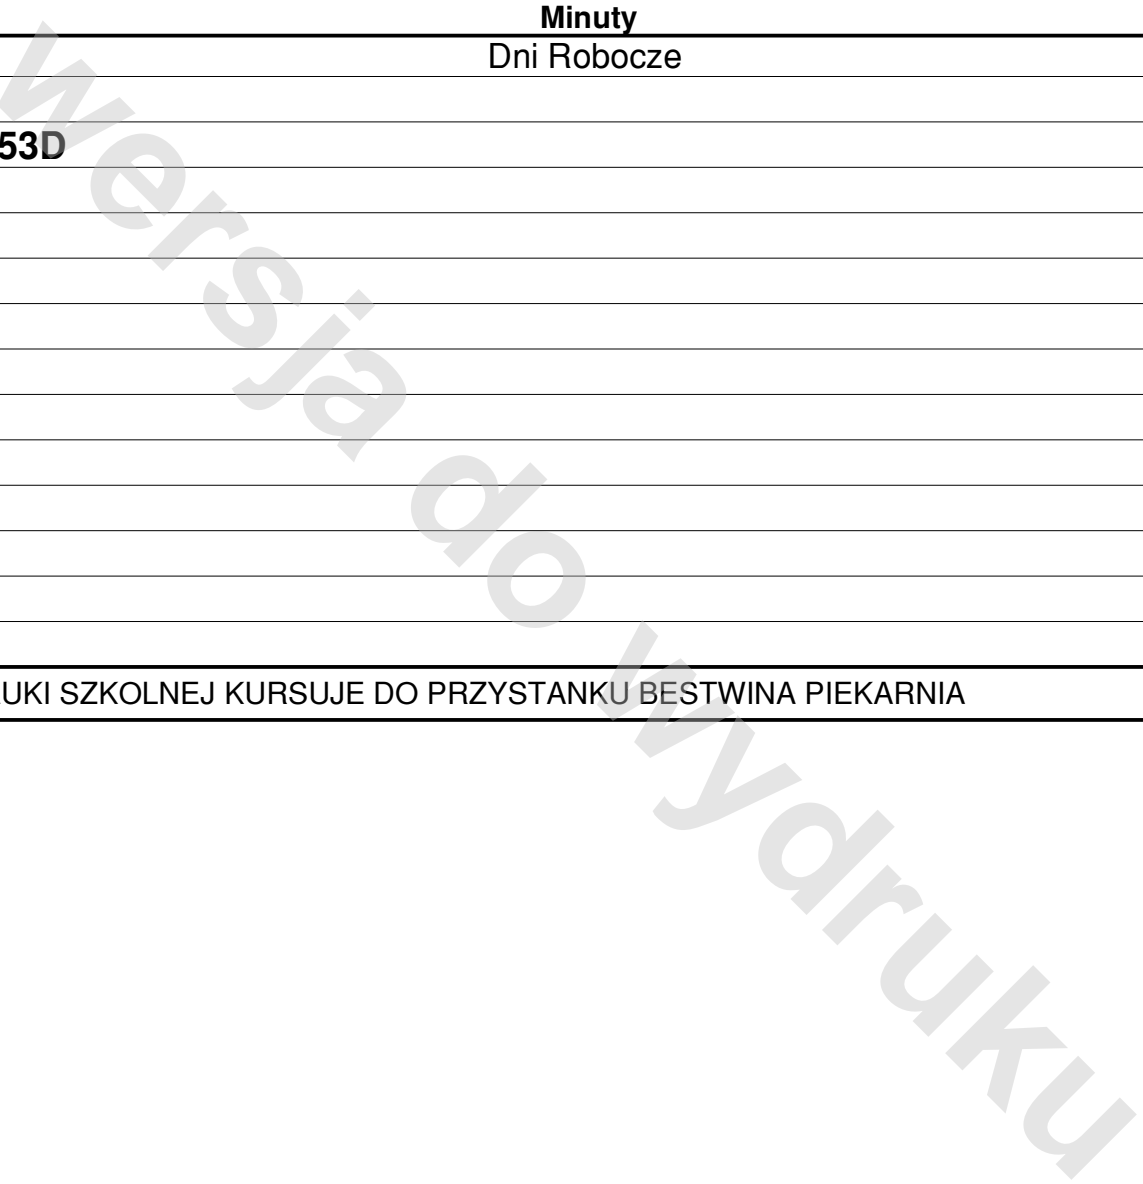 Minuty
Dni Robocze
53D
UKI SZKOLNEJ KURSUJE DO PRZYSTANKU BESTWINA PIEKARNIA
wersja do wydruku